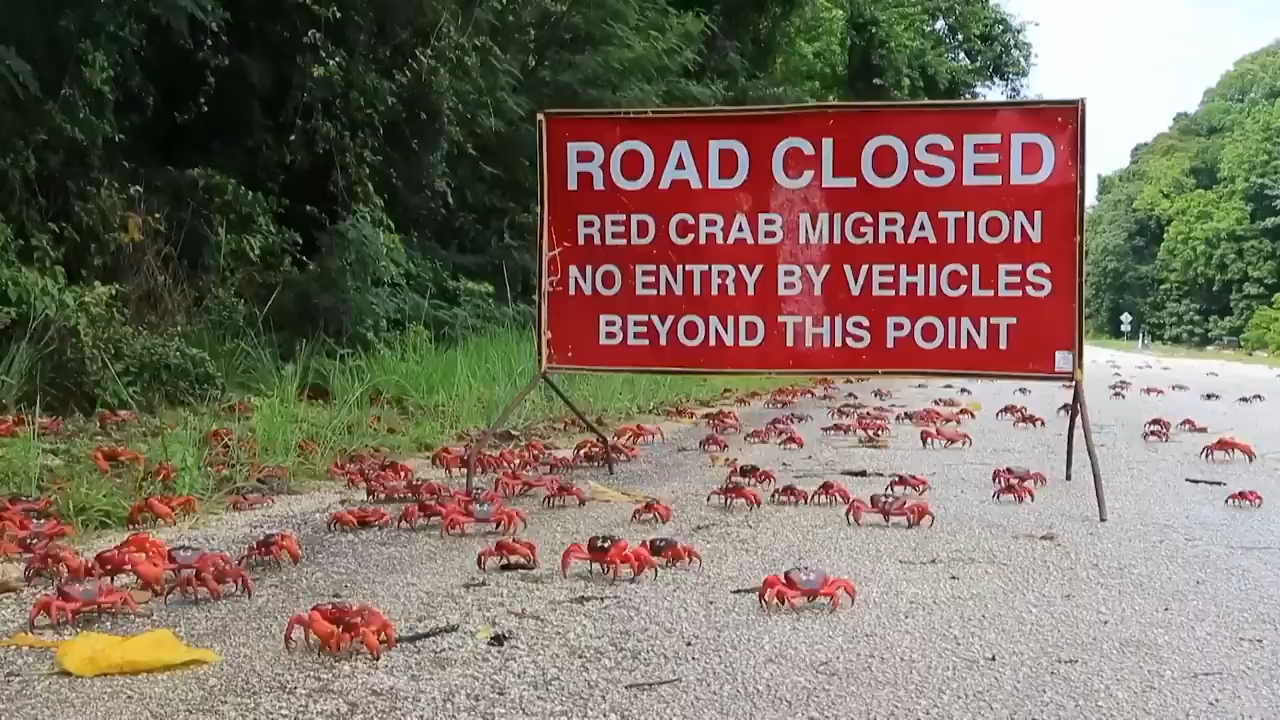 ROAD CLOSED
RED CRAB MIGRATION
NO ENTRY BY VEHICLES
BEYOND THIS POINT